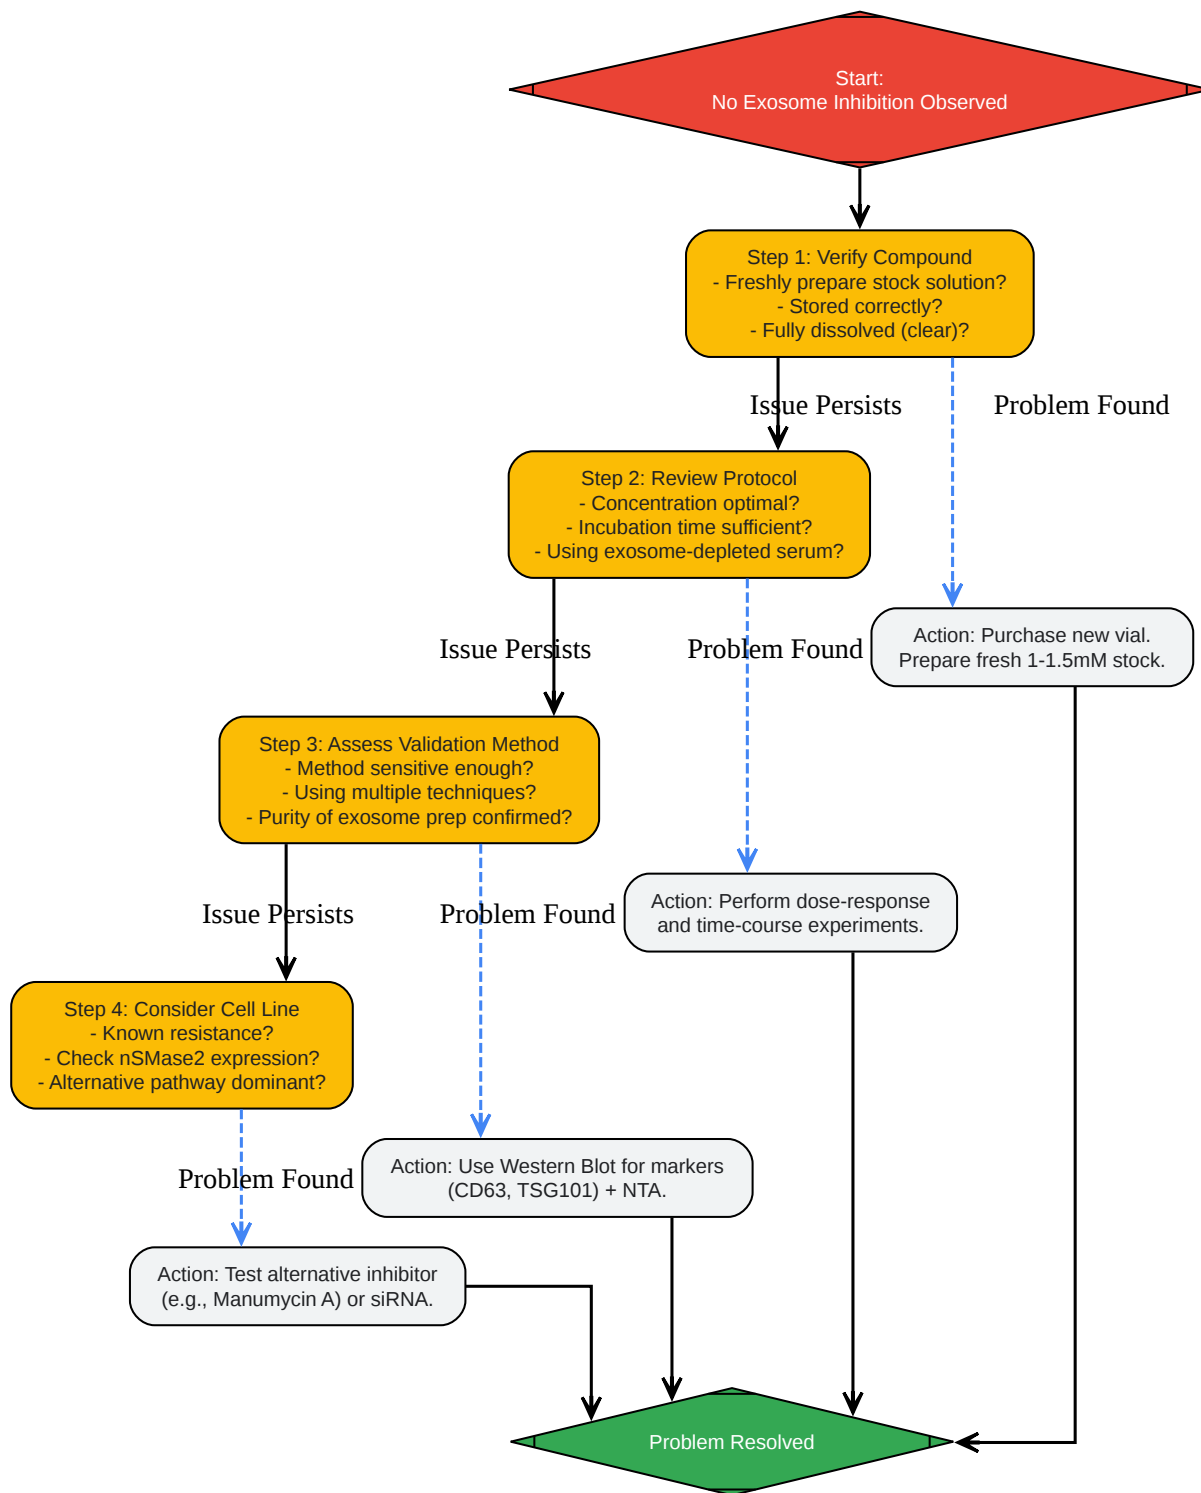 Start:
No Exosome Inhibition Observed
Step 1: Verify Compound
- Freshly prepare stock solution?
- Stored correctly?
- Fully dissolved (clear)?
Issue Persists
Problem Found
Step 2: Review Protocol
- Concentration optimal?
- Incubation time sufficient?
- Using exosome-depleted serum?
Action: Purchase new vial.
Prepare fresh 1-1.5mM stock.
Issue Persists
Problem Found
Step 3: Assess Validation Method
- Method sensitive enough?
- Using multiple techniques?
- Purity of exosome prep confirmed?
Action: Perform dose-response
and time-course experiments.
Issue Persists
Problem Found
Step 4: Consider Cell Line
- Known resistance?
- Check nSMase2 expression?
- Alternative pathway dominant?
Action: Use Western Blot for markers
(CD63, TSG101) + NTA.
Problem Found
Action: Test alternative inhibitor
(e.g., Manumycin A) or siRNA.
Problem Resolved